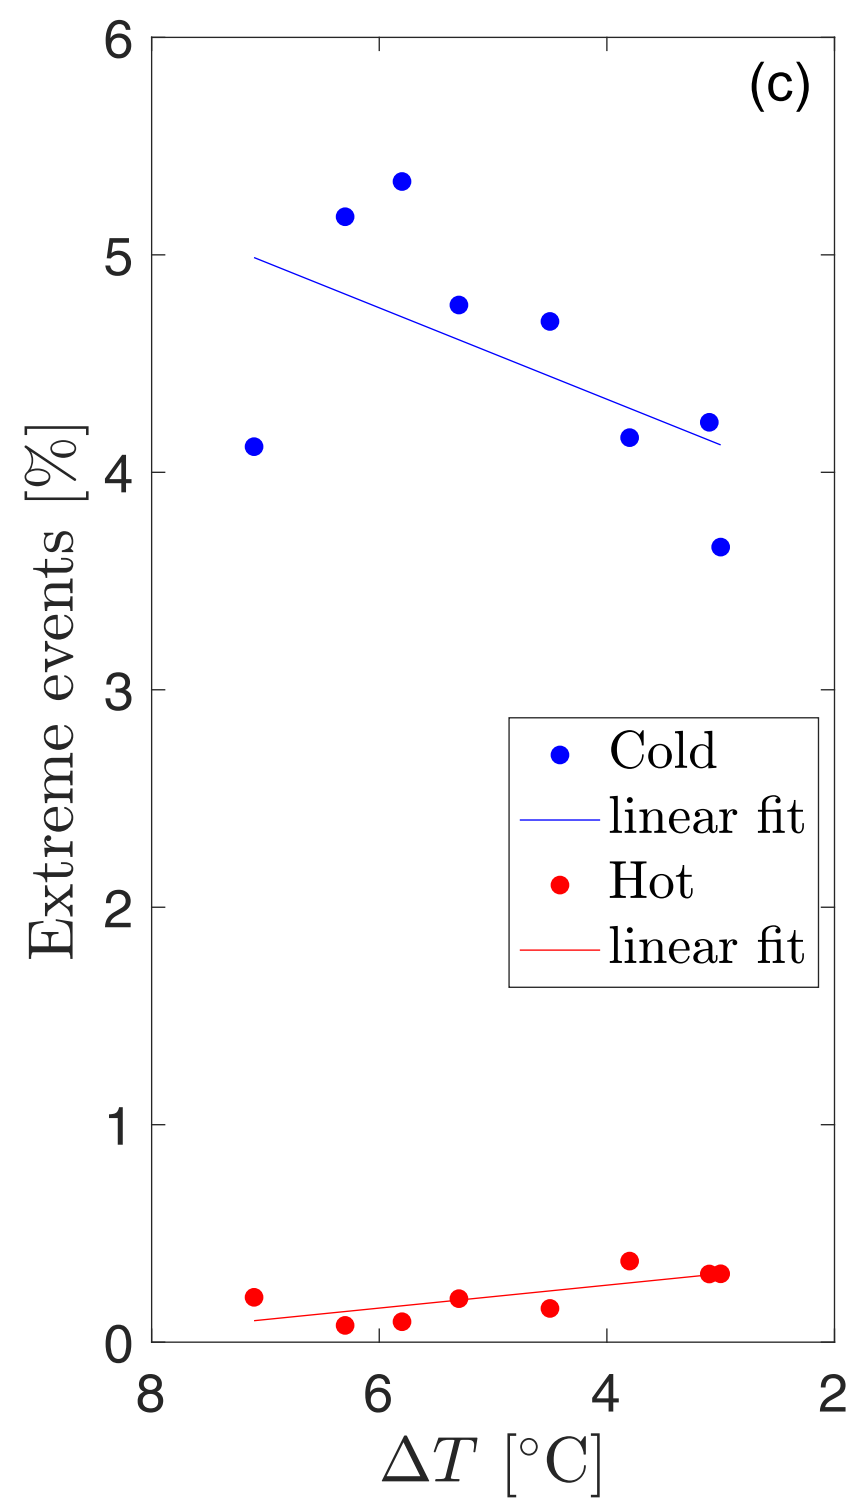 (c)
6
5
4
3
2
1
0
Extreme events [%]
Cold
linear fit
Hot
linear fit
8 6 4 2
ΔT [°C]